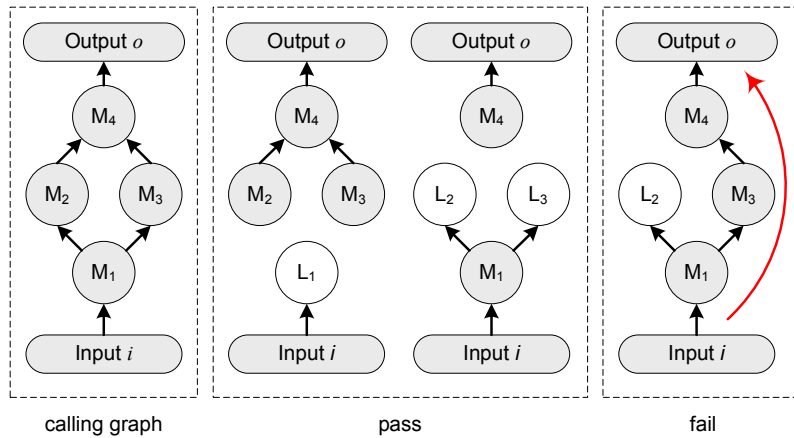 Output o Output o Output o Output o
M4 M4 M4 M4
M2 M3 M2 M3 L2 L3 L2 M3
M1 L1 M1 M1
Input i Input i Input i Input i
calling graph pass fail